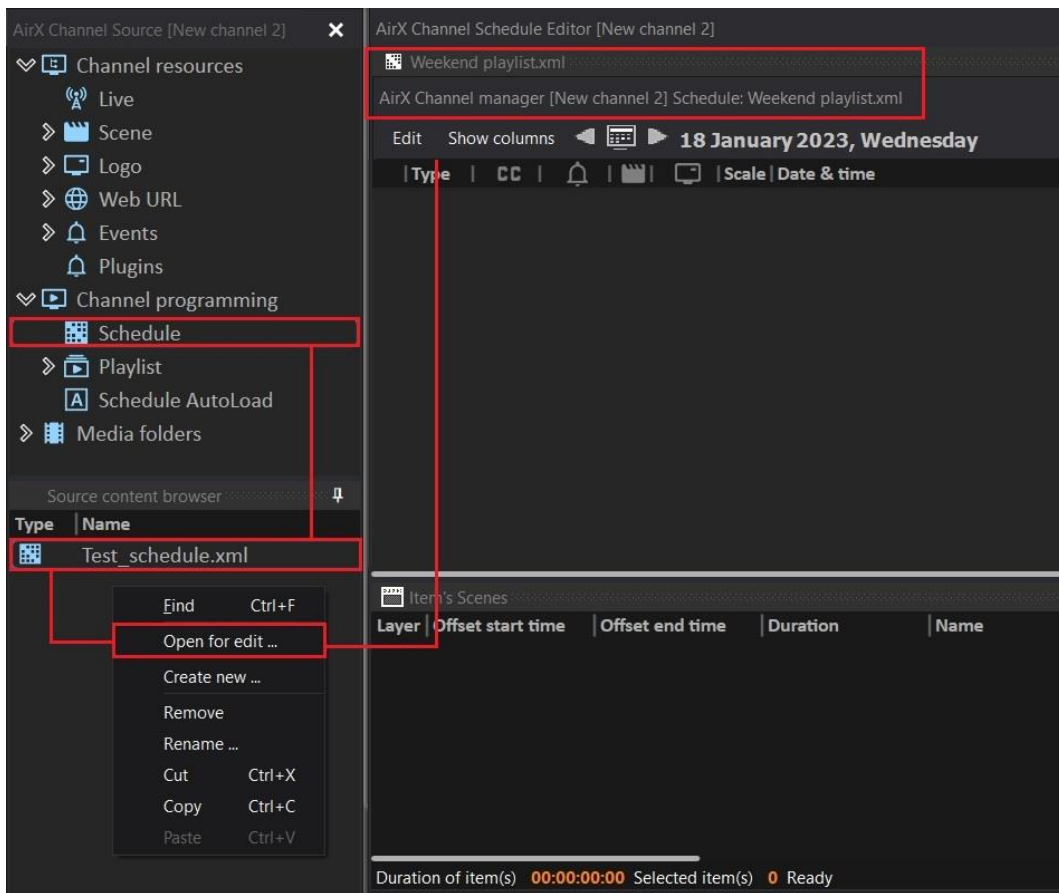 AirX Channel Source [New channel 2]
Channel resources
Live
Scene
Logo
Web URL
Events
Plugins
Channel programming
Schedule
Playlist
A Schedule AutoLoad
Media folders
Source content browser
Type Name
Test_schedule.xml
Find Ctrl+F
Open for edit ...
Create new ...
Remove
Rename ...
Cut Ctrl+X
Copy Ctrl+C
Paste Ctrl+V
AirX Channel Schedule Editor [New channel 2]
Weekend playlist.xml
AirX Channel manager [New channel 2] Schedule: Weekend playlist.xml
Edit Show columns 18 January 2023, Wednesday
Type CC Scale Date & time
Item's Scenes
Layer Offset start time Offset end time Duration Name
Duration of item(s) 00:00:00:00 Selected item(s) 0 Ready